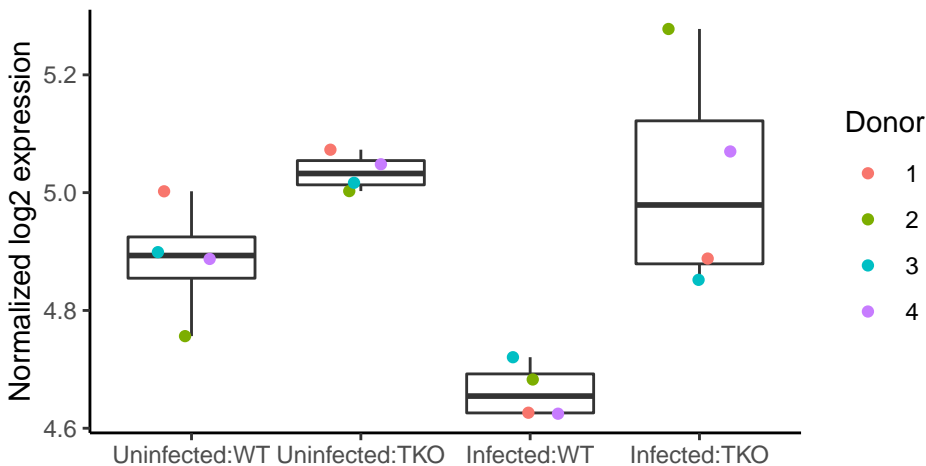 Normalized log2 expression
5.2
5.0
4.8
4.6
Uninfected:WT Uninfected:TKO Infected:WT Infected:TKO
Donor
1
2
3
4